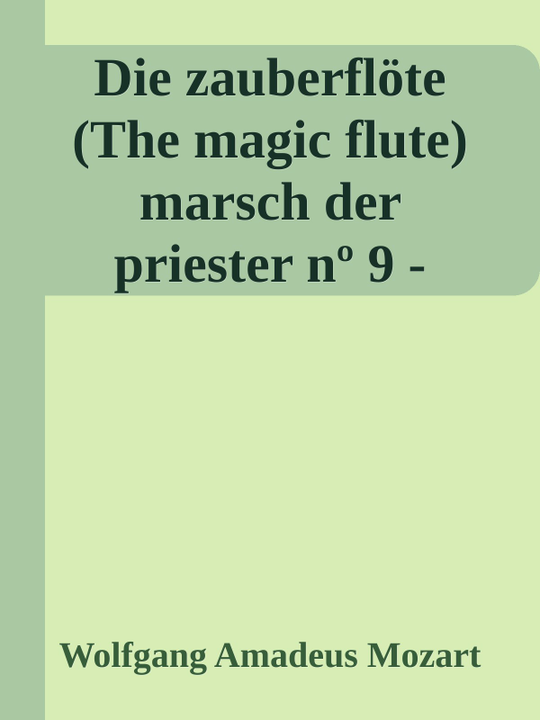 Die zauberflöte
(The magic flute)
marsch der
priester nº 9 -
Wolfgang Amadeus Mozart